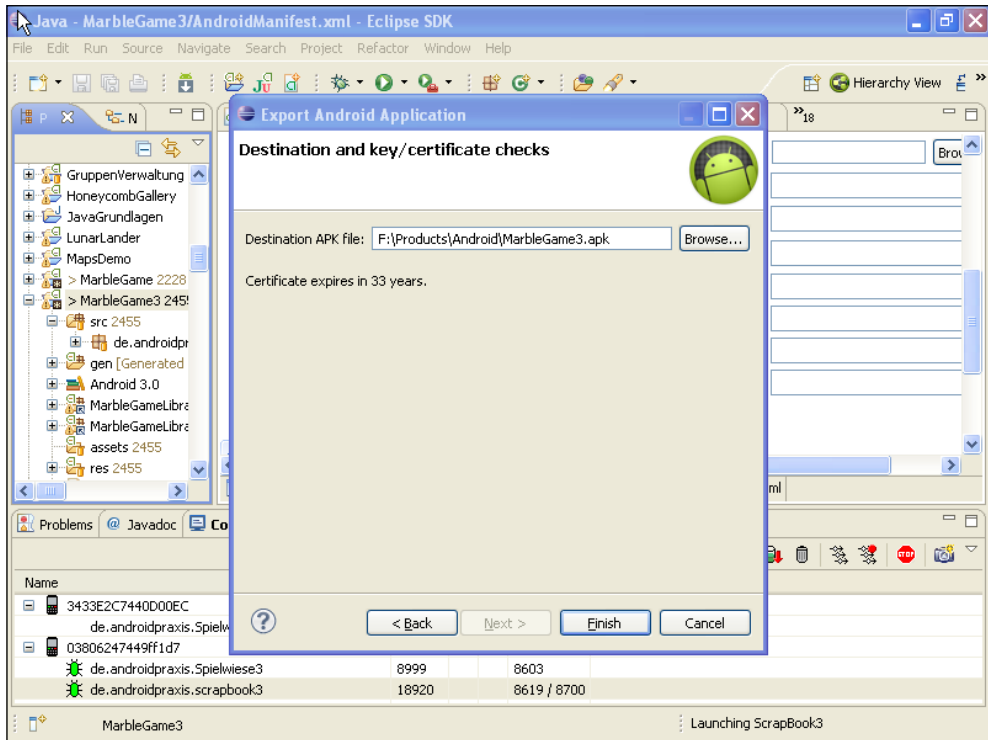 Java - MarbleGame3/AndroidManifest.xml - Eclipse SDK
File Edit Run Source Navigate Search Project Refactor Window Help
Hierarchy View
P
N
18
GruppenVerwaltung
HoneycombGallery
JavaGrundlagen
LunarLander
MapsDemo
> MarbleGame 2228
> MarbleGame3 245
src 2455
de.androidpr
gen [Generated
Android 3.0
MarbleGameLibra
MarbleGameLibra
assets 2455
res 2455
Export Android Application
Destination and key/certificate checks
Destination APK file: F:\Products\Android\MarbleGame3.apk Browse...
Certificate expires in 33 years.
< Back Next > Finish Cancel
Brow
ml
Problems @ Javadoc Co
Name
3433E2C7440D00EC
de.androidpraxis.Spielw
03806247449ff1d7
de.androidpraxis.Spielwiese3 8999 8603
de.androidpraxis.scrapbook3 18920 8619 / 8700
MarbleGame3 Launching ScrapBook3